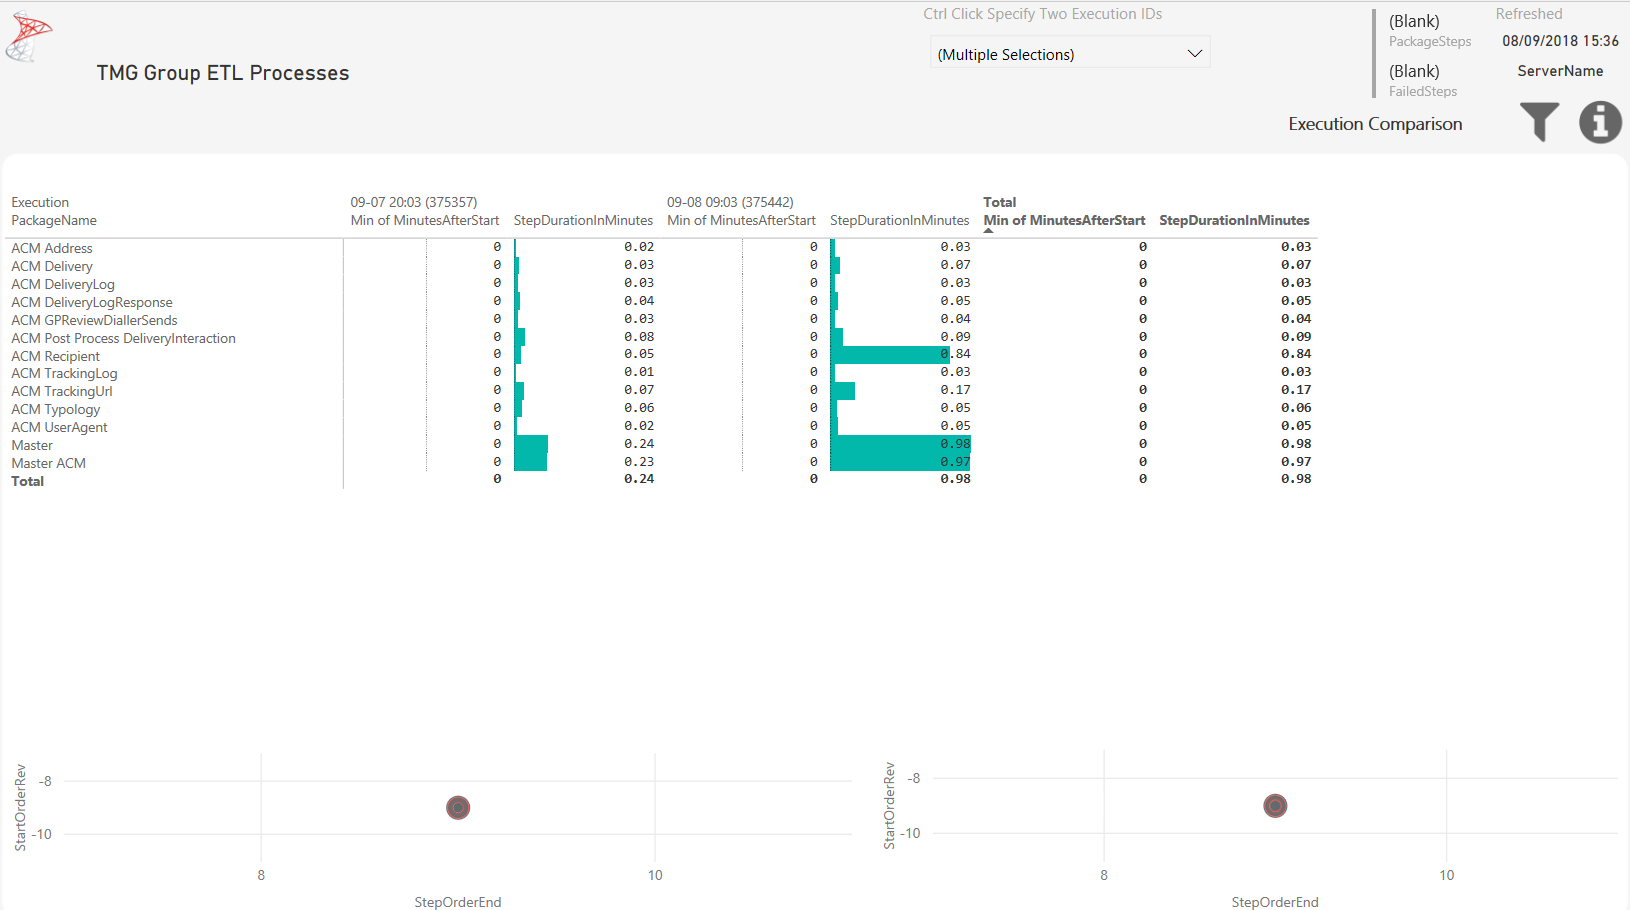 Ctrl Click Specify Two Execution IDs
(Multiple Selections)
TMG Group ETL Processes
(Blank)
PackageSteps
(Blank)
FailedSteps
Refreshed
08/09/2018 15:36
ServerName
Execution Comparison
Execution 09-07 20:03 (375357) 09-08 09:03 (375442) Total
PackageName Min of MinutesAfterStart StepDurationInMinutes Min of MinutesAfterStart StepDurationInMinutes Min of MinutesAfterStart StepDurationInMinutes
ACM Address 0 0.02 0 0.03 0 0.03
ACM Delivery 0 0.03 0 0.07 0 0.07
ACM DeliveryLog 0 0.03 0 0.03 0 0.03
ACM DeliveryLogResponse 0 0.04 0 0.05 0 0.05
ACM GPReviewDiallerSends 0 0.03 0 0.04 0 0.04
ACM Post Process DeliveryInteraction 0 0.08 0 0.09 0 0.09
ACM Recipient 0 0.05 0 0.84 0 0.84
ACM TrackingLog 0 0.01 0 0.03 0 0.03
ACM TrackingUrl 0 0.07 0 0.17 0 0.17
ACM Typology 0 0.06 0 0.05 0 0.06
ACM UserAgent 0 0.02 0 0.05 0 0.05
Master 0 0.24 0 0.98 0 0.98
Master ACM 0 0.23 0 0.97 0 0.97
Total 0 0.24 0 0.98 0 0.98
StartOrderRev
-8
-10
8 10
StepOrderEnd
StartOrderRev
-8
-10
8 10
StepOrderEnd